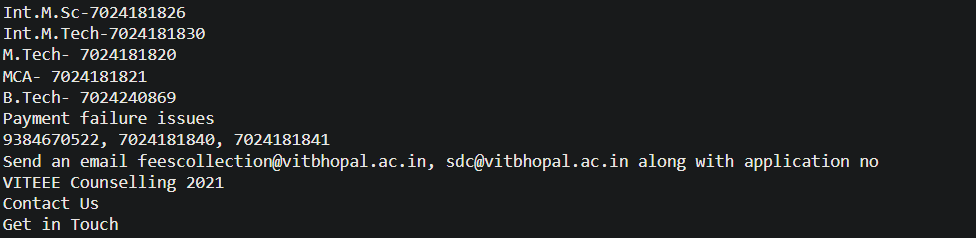 Int.M.Sc-7024181826
Int.M.Tech-7024181830
M.Tech- 7024181820
MCA- 7024181821
B.Tech- 7024240869
Payment failure issues
9384670522, 7024181840, 7024181841
Send an email feescollection@vitbhopal.ac.in, sdc@vitbhopal.ac.in along with application no
VITEEE Counselling 2021
Contact Us
Get in Touch